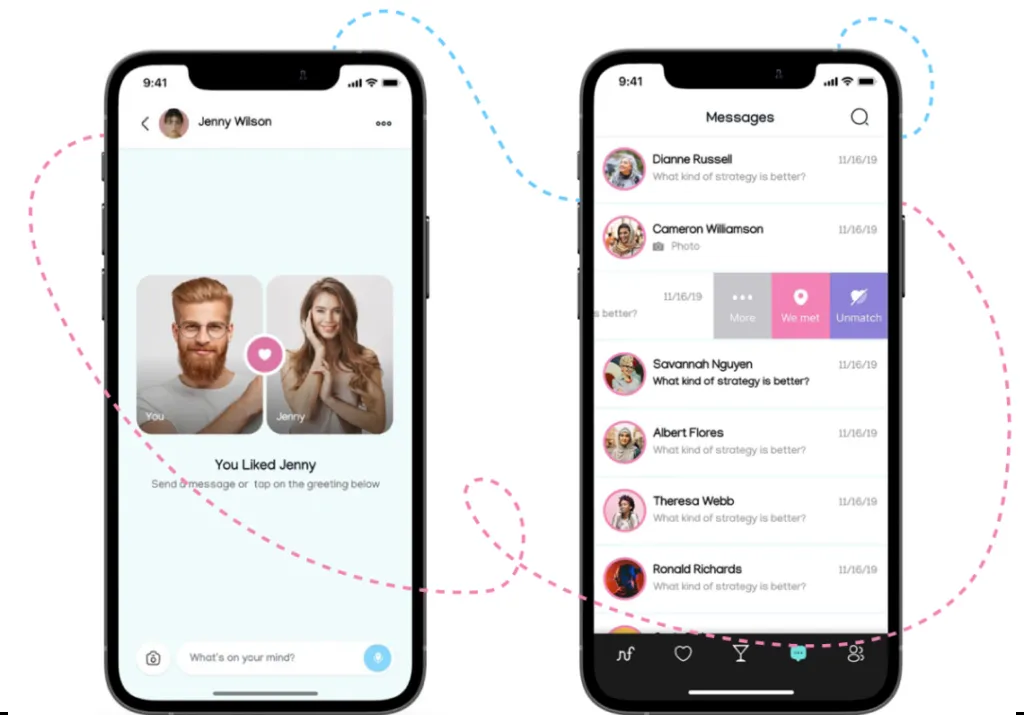 9:41
Jenny Wilson
You
Jenny
You Liked Jenny
Send a message or tap on the greeting below
What's on your mind?
9:41
Messages
Dianne Russell 11/16/19
What kind of strategy is better?
Cameron Williamson 11/16/19
Photo
11/16/19
s better?
More We met Unmatch
Savannah Nguyen 11/16/19
What kind of strategy is better?
Albert Flores 11/16/19
What kind of strategy is better?
Theresa Webb 11/16/19
What kind of strategy is better?
Ronald Richards 11/16/19
What kind of strategy is better?